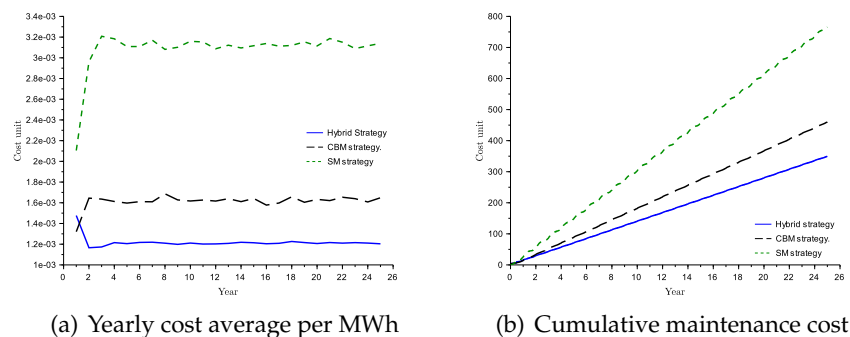 3.4e-03
3.2e-03
3e-03
2.8e-03
2.6e-03
2.4e-03
2.2e-03
2e-03
1.8e-03
1.6e-03
1.4e-03
1.2e-03
1e-03
Cost unit
0 2 4 6 8 10 12 14 16 18 20 22 24 26
Year
Hybrid Strategy
CBM strategy.
SM strategy
(a) Yearly cost average per MWh
800
700
600
500
400
300
200
100
0
Cost unit
0 2 4 6 8 10 12 14 16 18 20 22 24 26
Year
Hybrid strategy
CBM strategy.
SM strategy
(b) Cumulative maintenance cost